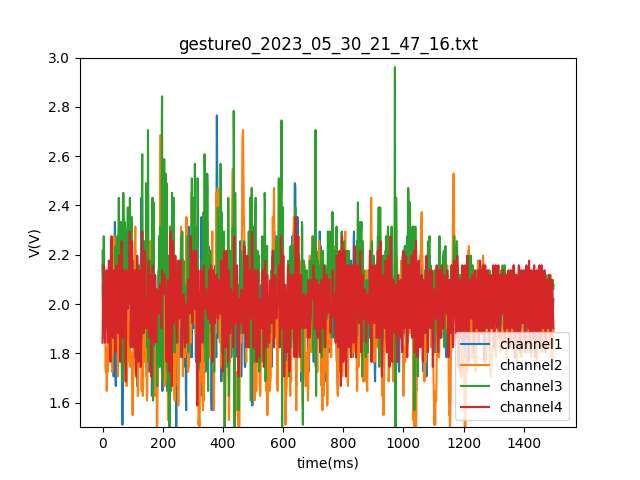 gesture0_2023_05_30_21_47_16.txt
3.0
2.8
2.6
2.4
2.2
2.0
1.8
1.6
V(V)
channel1
channel2
channel3
channel4
0 200 400 600 800 1000 1200 1400
time(ms)